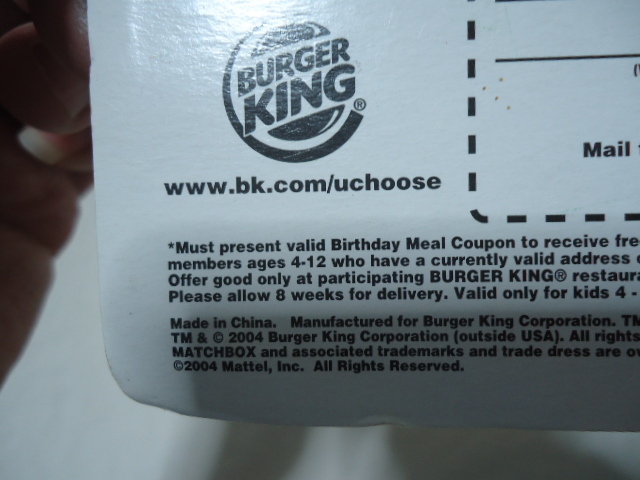 BURGER
KING®
www.bk.com/uchoose
Mail
*Must present valid Birthday Meal Coupon to receive fre
members ages 4-12 who have a currently valid address
Offer good only at participating BURGER KING® restaura
Please allow 8 weeks for delivery. Valid only for kids 4 -
Made in China. Manufactured for Burger King Corporation. TM
TM & © 2004 Burger King Corporation (outside USA). All rights
MATCHBOX and associated trademarks and trade dress are ow
©2004 Mattel, Inc. All Rights Reserved.